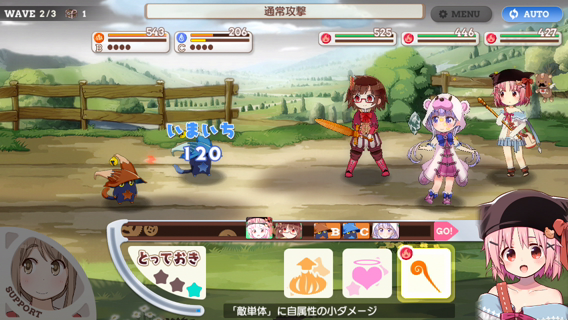 WAVE 2/3 1
通常攻撃
MENU
AUTO
543
B
206
C
525
446
427
いまいち
120
B C
GO!
とっておき
SUPPORT
「敵単体」に自属性の小ダメージ